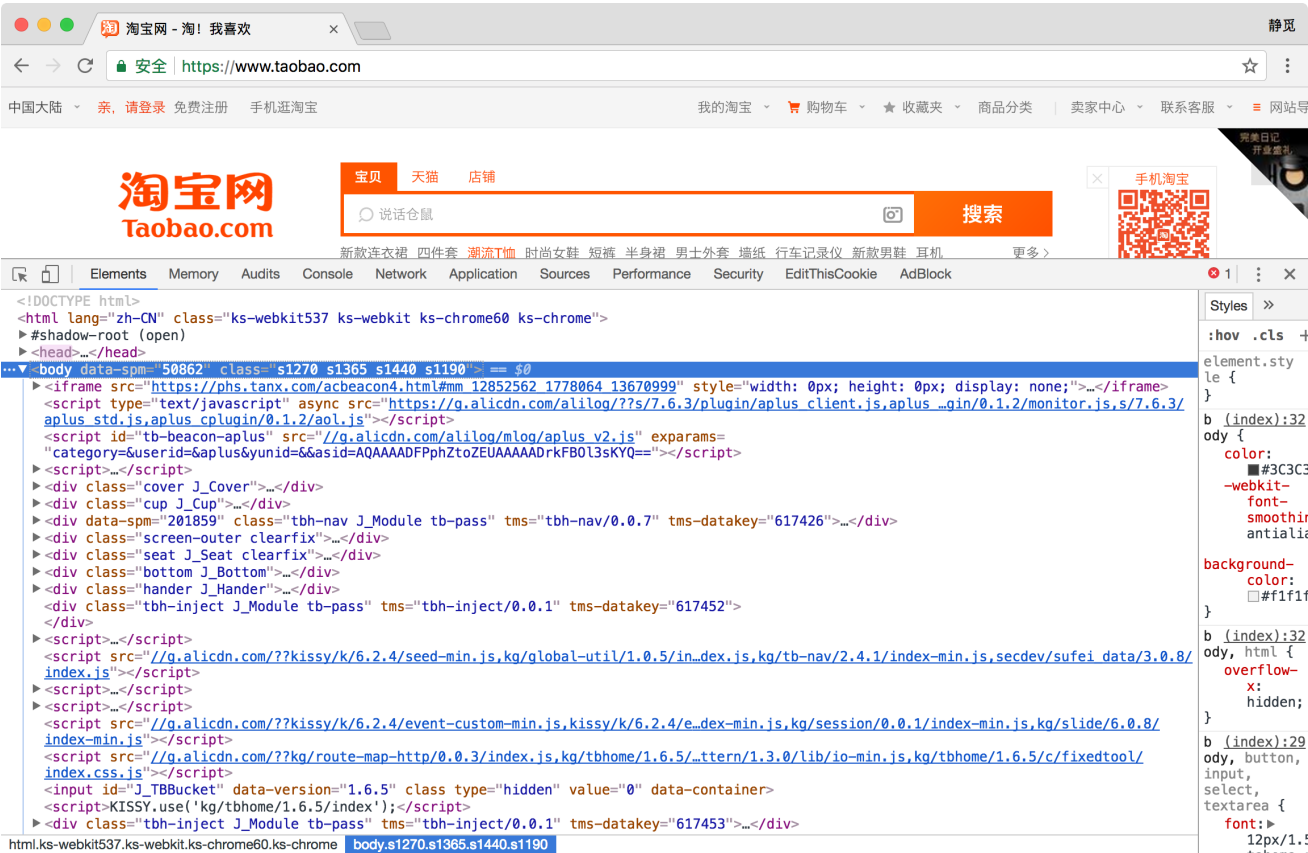 淘宝网 - 淘！我喜欢
静觅
安全 https://www.taobao.com
中国大陆 亲，请登录 免费注册 手机逛淘宝 我的淘宝 购物车 收藏夹 商品分类 卖家中心 联系客服 网站导
完美日记
开业盛礼
淘宝网
Taobao.com
宝贝 天猫 店铺
手机淘宝
说话仓鼠 搜索
新款连衣裙 四件套 潮流T恤 时尚女鞋 短裤 半身裙 男士外套 墙纸 行车记录仪 新款男鞋 耳机 更多
Elements Memory Audits Console Network Application Sources Performance Security EditThisCookie AdBlock 1
<!DOCTYPE html>
<html lang="zh-CN" class="ks-webkit537 ks-webkit ks-chrome60 ks-chrome">
#shadow-root (open)
<head>…</head>
<body data-spm="50862" class="s1270 s1365 s1440 s1190"> == $0
<iframe src="https://phs.tanx.com/acbeacon4.html#mm_12852562_1778064_13670999" style="width: 0px; height: 0px; display: none;">…</iframe>
<script type="text/javascript" async src="https://g.alicdn.com/alilog/??s/7.6.3/plugin/aplus_client.js,aplus_…gin/0.1.2/monitor.js,s/7.6.3/
aplus_std.js,aplus_cplugin/0.1.2/aol.js"></script>
<script id="tb-beacon-aplus" src="//g.alicdn.com/alilog/mlog/aplus_v2.js" exparams=
"category=&userid=&aplus&yunid=&&asid=AQAAAADFPphZtoZEUAAAAADrkFBOl3sKYQ=="></script>
<script>…</script>
<div class="cover J_Cover">…</div>
<div class="cup J_Cup">…</div>
<div data-spm="201859" class="tbh-nav J_Module tb-pass" tms="tbh-nav/0.0.7" tms-datakey="617426">…</div>
<div class="screen-outer clearfix">…</div>
<div class="seat J_Seat clearfix">…</div>
<div class="bottom J_Bottom">…</div>
<div class="hander J_Hander">…</div>
<div class="tbh-inject J_Module tb-pass" tms="tbh-inject/0.0.1" tms-datakey="617452">
</div>
<script>…</script>
<script src="//g.alicdn.com/??kissy/k/6.2.4/seed-min.js,kg/global-util/1.0.5/in…dex.js,kg/tb-nav/2.4.1/index-min.js,secdev/sufei_data/3.0.8/
index.js"></script>
<script>…</script>
<script>…</script>
<script src="//g.alicdn.com/??kissy/k/6.2.4/event-custom-min.js,kissy/k/6.2.4/e…dex-min.js,kg/session/0.0.1/index-min.js,kg/slide/6.0.8/
index-min.js"></script>
<script src="//g.alicdn.com/??kg/route-map-http/0.0.3/index.js,kg/tbhome/1.6.5/…ttern/1.3.0/lib/io-min.js,kg/tbhome/1.6.5/c/fixedtool/
index.css.js"></script>
<input id="J_TBBucket" data-version="1.6.5" class type="hidden" value="0" data-container>
<script>KISSY.use('kg/tbhome/1.6.5/index');</script>
<div class="tbh-inject J_Module tb-pass" tms="tbh-inject/0.0.1" tms-datakey="617453">…</div>
html.ks-webkit537.ks-webkit.ks-chrome60.ks-chrome body.s1270.s1365.s1440.s1190
Styles
:hov .cls +
element.sty
le {
}
b (index):32
ody {
color:
#3C3C3
-webkit-
font-
smoothin
antialia
background-
color:
#f1f1f
}
b (index):32
ody, html {
overflow-
x:
hidden;
}
b (index):29
ody, button,
input,
select,
textarea {
font:
12px/1.5